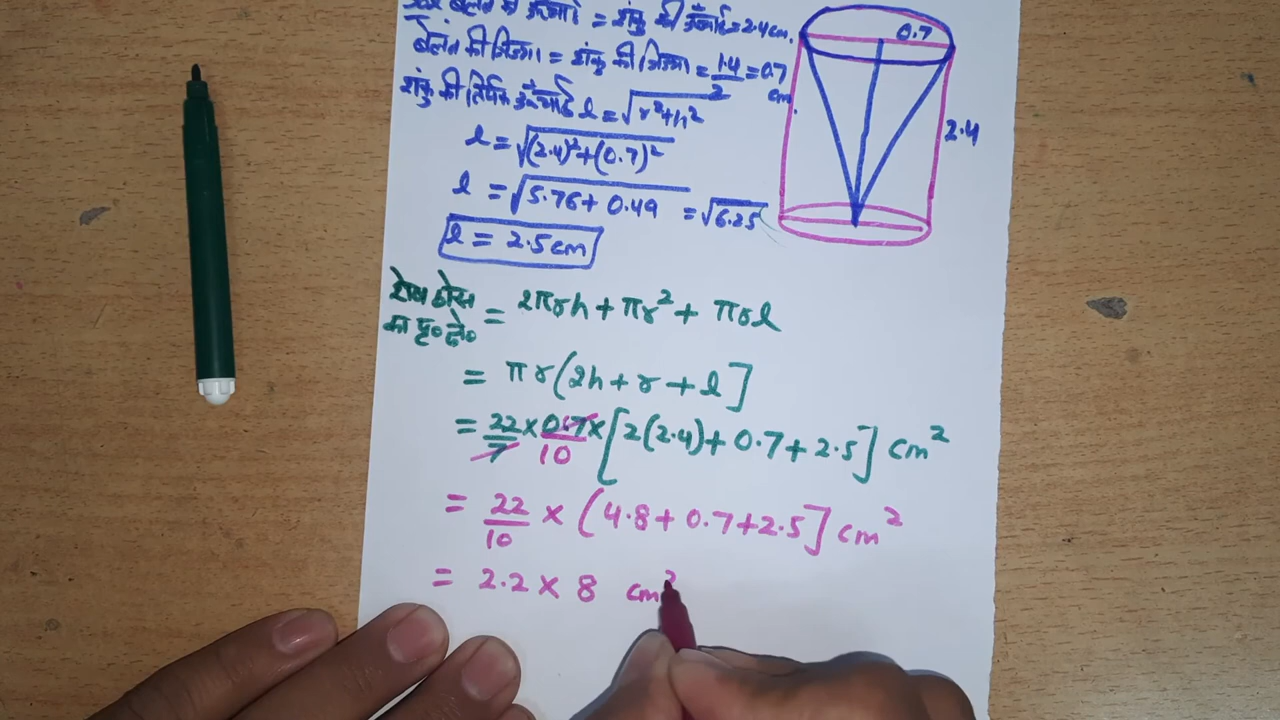 = शंकु की ऊँचाई = 2.4 cm.
बेलन की त्रिज्या = शंकु की त्रिज्या = 1.4/2 = 0.7 cm
शंकु की तिर्यक ऊँचाई l = √r²+h²
l = √(2.4)²+(0.7)²
l = √5.76 + 0.49 = √6.25
l = 2.5 cm
0.7
2.4
शेष ठोस का पृ० क्षे० = 2πrh + πr² + πrl
= πr(2h + r + l]
= 22/7 × 0.7/10 × [2(2.4) + 0.7 + 2.5] cm²
= 22/10 × (4.8 + 0.7 + 2.5] cm²
= 2.2 × 8 cm²